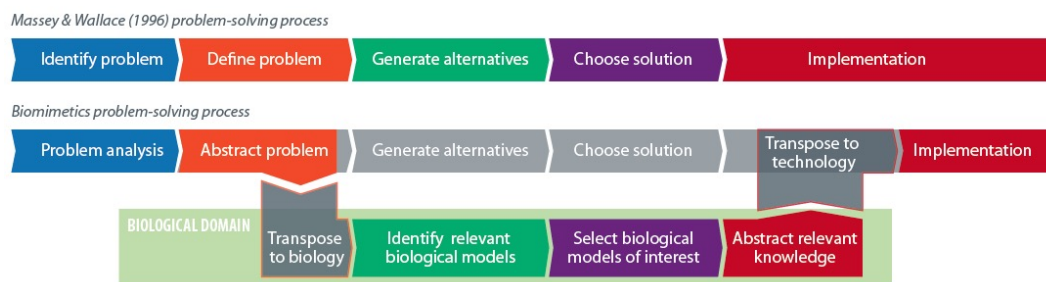 Massey & Wallace (1996) problem-solving process
Identify problem
Define problem
Generate alternatives
Choose solution
Implementation
Biomimetics problem-solving process
Problem analysis
Abstract problem
Generate alternatives
Choose solution
Transpose to
technology
Implementation
BIOLOGICAL DOMAIN
Transpose
to biology
Identify relevant
biological models
Select biological
models of interest
Abstract relevant
knowledge